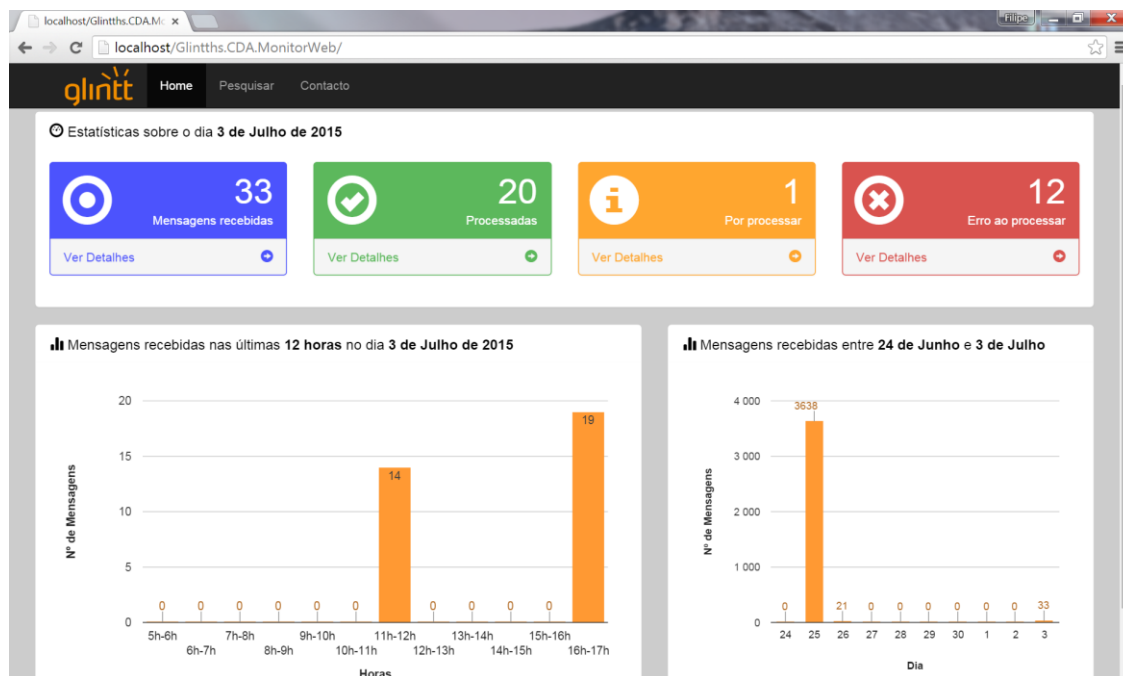 localhost/Glintths.CDA.Mc
Filipe
localhost/Glintths.CDA.MonitorWeb/
glintt Home Pesquisar Contacto
Estatísticas sobre o dia 3 de Julho de 2015
33
Mensagens recebidas
Ver Detalhes
20
Processadas
Ver Detalhes
1
Por processar
Ver Detalhes
12
Erro ao processar
Ver Detalhes
Mensagens recebidas nas últimas 12 horas no dia 3 de Julho de 2015
Nº de Mensagens
20
15
10
5
0
0 0 0 0 0 0 14 0 0 0 0 19
5h-6h 7h-8h 9h-10h 11h-12h 13h-14h 15h-16h
6h-7h 8h-9h 10h-11h 12h-13h 14h-15h 16h-17h
Horas
Mensagens recebidas entre 24 de Junho e 3 de Julho
Nº de Mensagens
4 000
3 000
2 000
1 000
0
0 3638 21 0 0 0 0 0 0 33
24 25 26 27 28 29 30 1 2 3
Dia